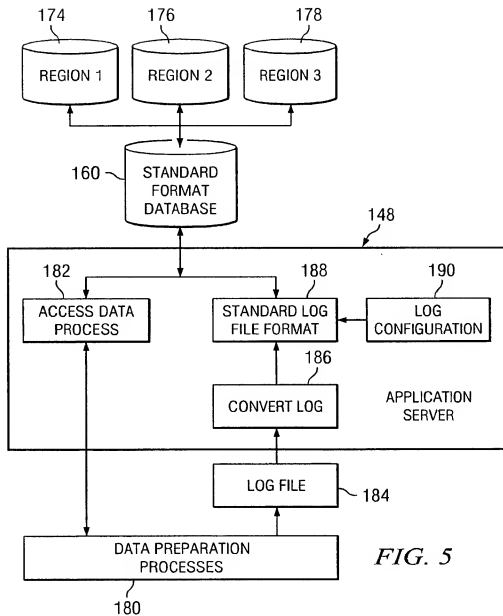 174
176
178
REGION 1
REGION 2
REGION 3
160
STANDARD
FORMAT
DATABASE
148
182
188
190
ACCESS DATA
PROCESS
STANDARD LOG
FILE FORMAT
LOG
CONFIGURATION
186
CONVERT LOG
APPLICATION
SERVER
LOG FILE
184
DATA PREPARATION
PROCESSES
180
FIG. 5